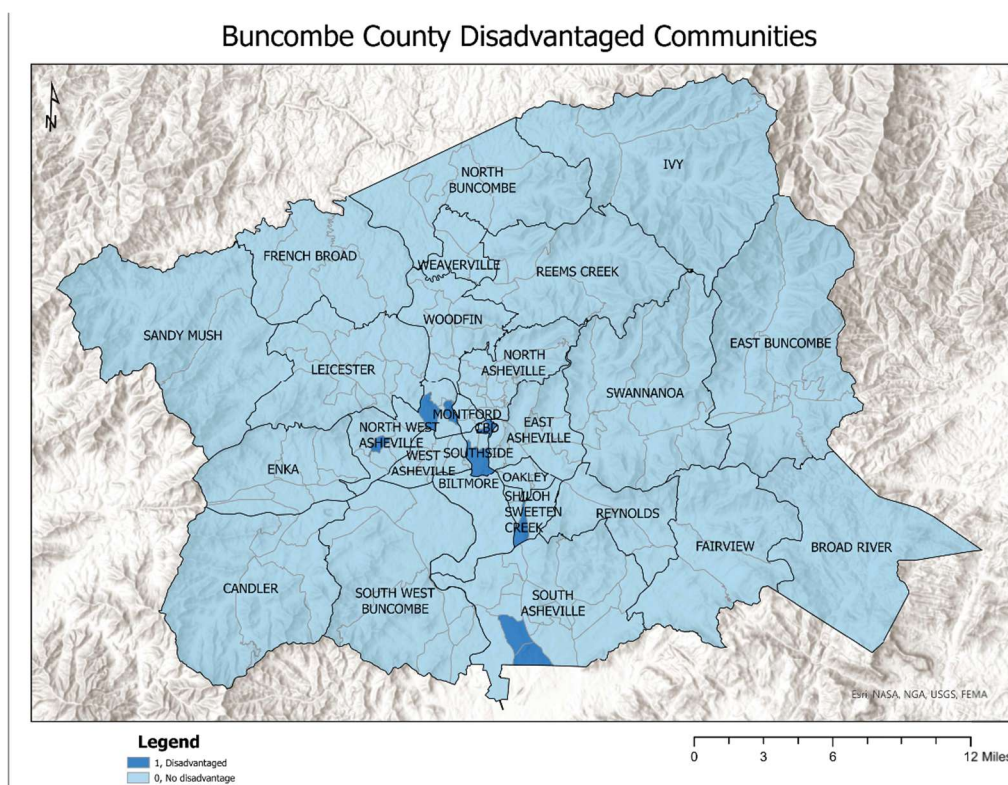 Buncombe County Disadvantaged Communities
N
IVY
NORTH
BUNCOMBE
FRENCH BROAD
WEAVERVILLE
REEMS CREEK
SANDY MUSH
WOODFIN
EAST BUNCOMBE
NORTH
ASHEVILLE
LEICESTER
SWANNANOA
MONTFORD
CBD
NORTH WEST
ASHEVILLE
EAST
ASHEVILLE
SOUTHSIDE
WEST
ASHEVILLE
ENKA
BILTMORE
OAKLEY
SHILOH
SWEETEN
CREEK
REYNOLDS
FAIRVIEW
BROAD RIVER
CANDLER
SOUTH WEST
BUNCOMBE
SOUTH
ASHEVILLE
Esri, NASA, NGA, USGS, FEMA
Legend
1, Disadvantaged
0, No disadvantage
0 3 6 12 Miles